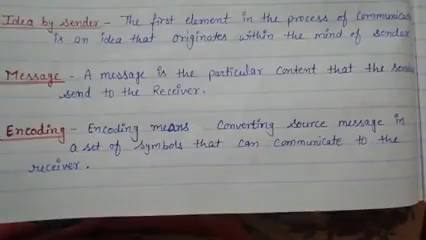 Idea by sender - The first element in the process of Communicati
is an idea that originates within the mind of sender
Message - A message is the particular content that the sende
send to the Receiver.
Encoding - Encoding means Converting source message in
a set of symbols that can communicate to the
receiver.